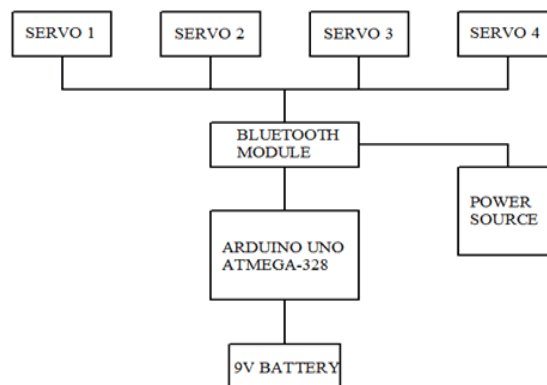 SERVO 1
SERVO 2
SERVO 3
SERVO 4
BLUETOOTH
MODULE
POWER
SOURCE
ARDUINO UNO
ATMEGA-328
9V BATTERY